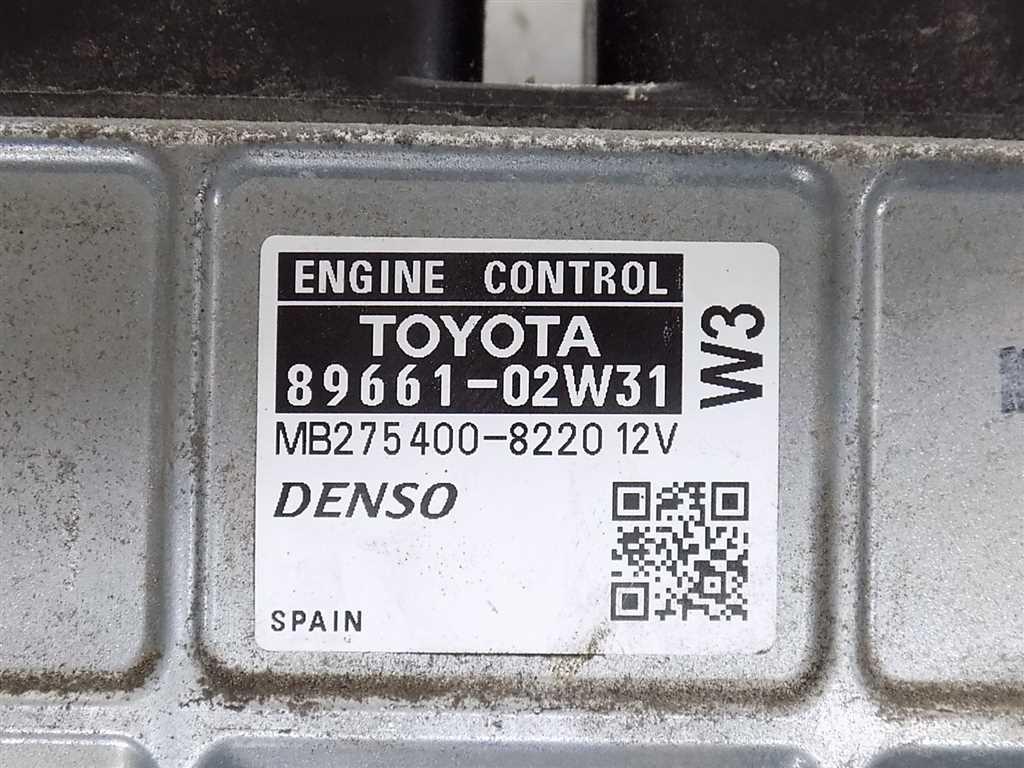 ENGINE CONTROL
TOYOTA
89661-02W31
MB275400-8220 12V
DENSO
SPAIN
W3